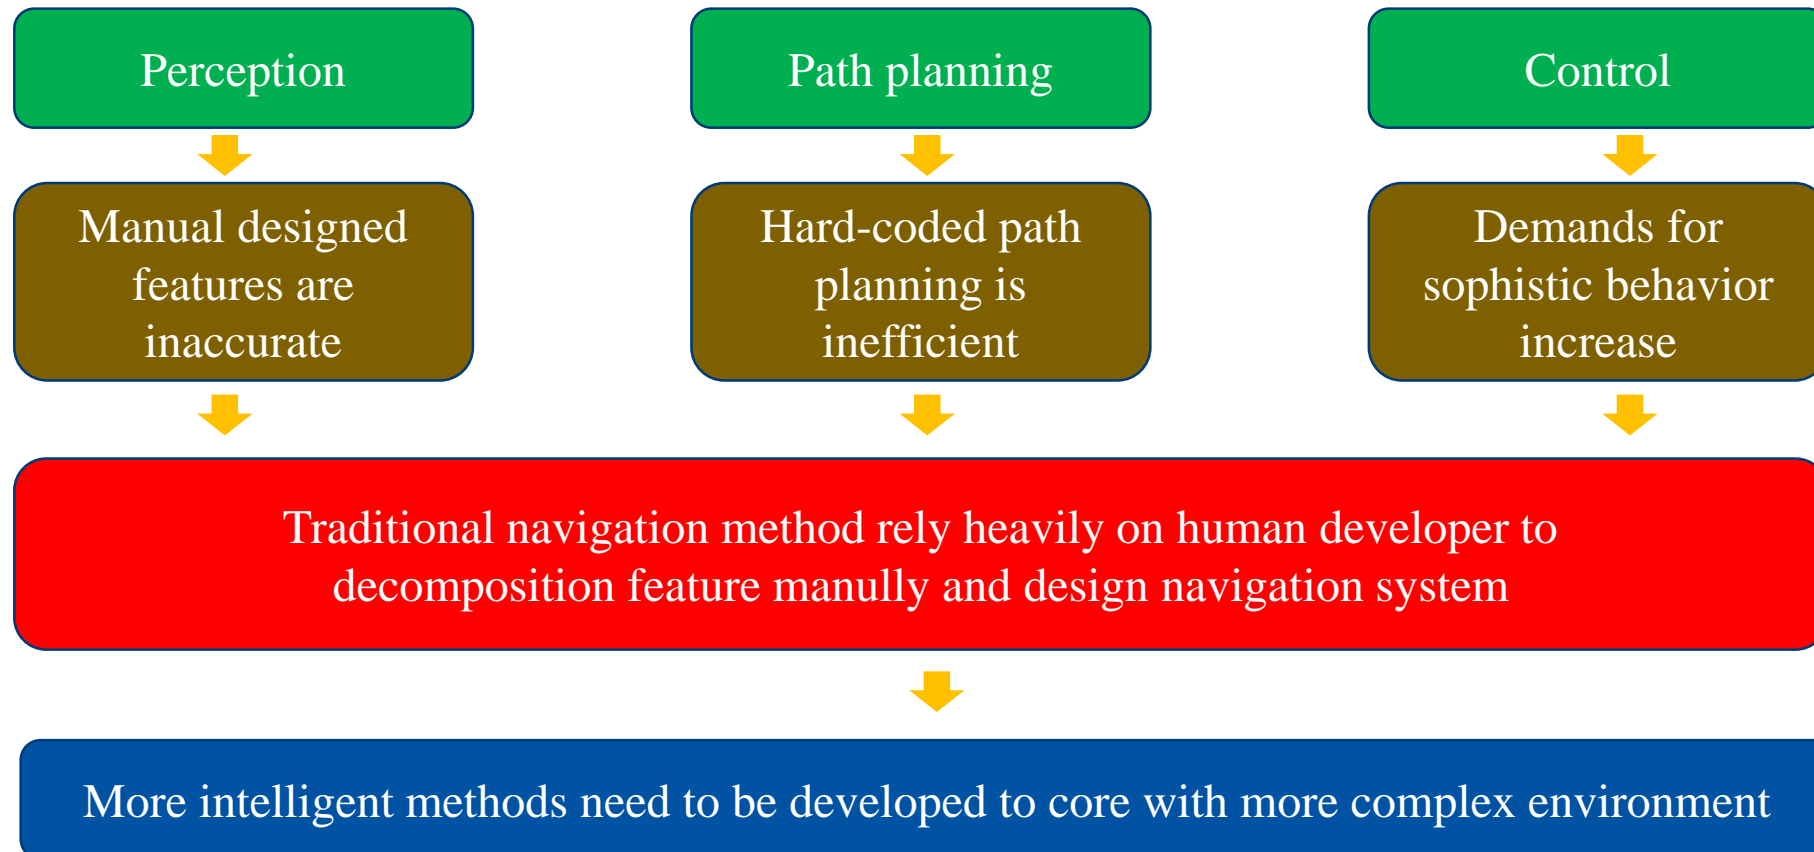 Perception
Path planning
Control
Manual designed
features are
inaccurate
Hard-coded path
planning is
inefficient
Demands for
sophistic behavior
increase
Traditional navigation method rely heavily on human developer to
decomposition feature manully and design navigation system
More intelligent methods need to be developed to core with more complex environment